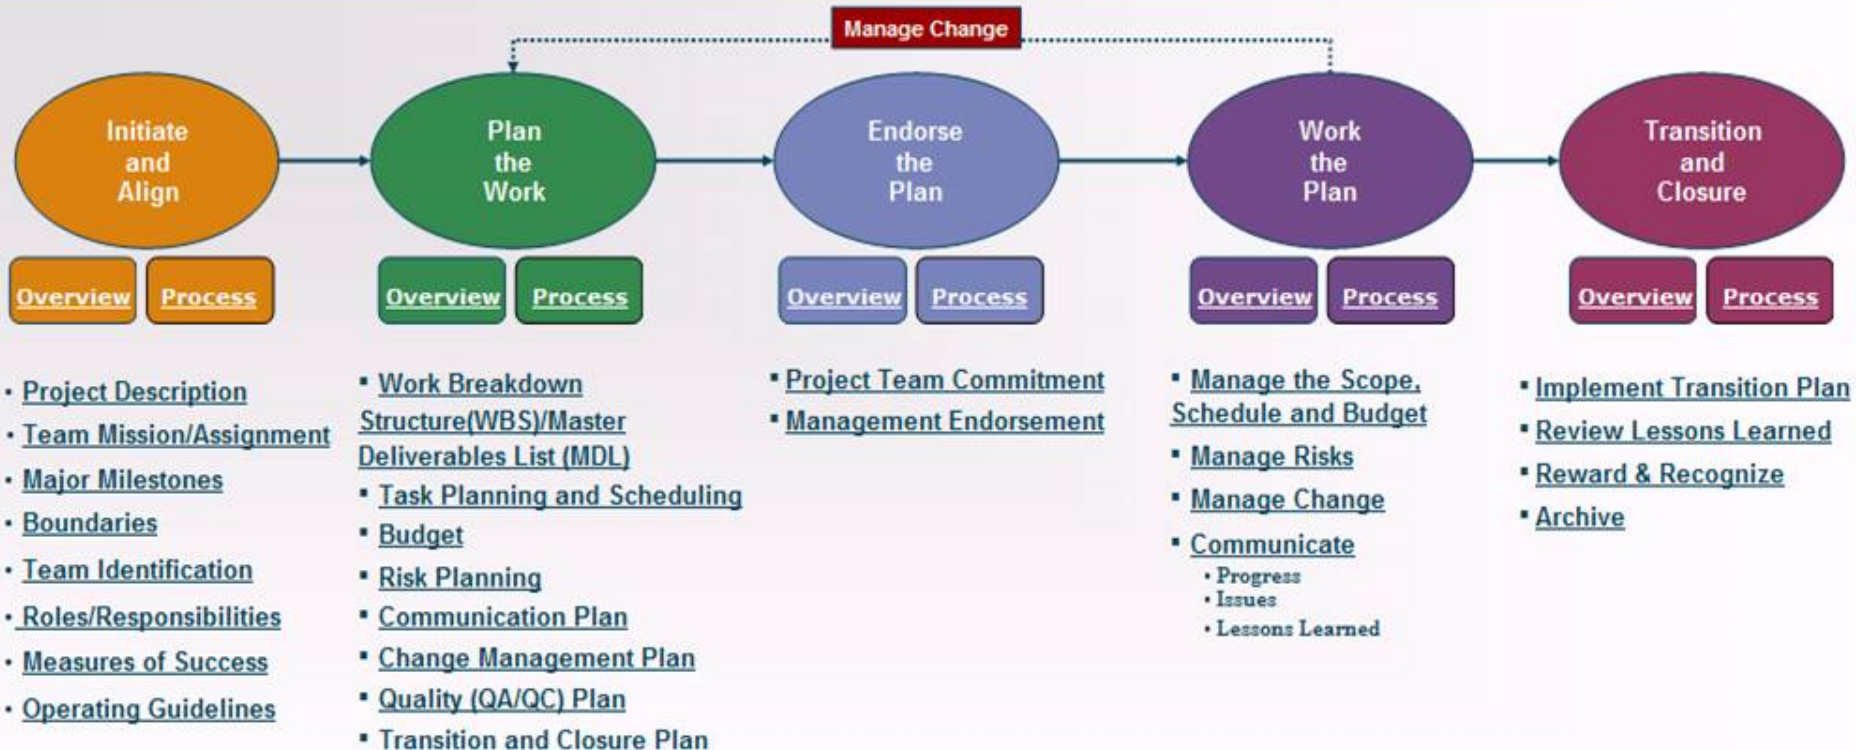 Manage Change
Initiate
and
Align
Plan
the
Work
Endorse
the
Plan
Work
the
Plan
Transition
and
Closure
Overview Process
Overview Process
Overview Process
Overview Process
Overview Process
• Project Description
• Team Mission/Assignment
• Major Milestones
• Boundaries
• Team Identification
• Roles/Responsibilities
• Measures of Success
• Operating Guidelines
▪ Work Breakdown
Structure(WBS)/Master
Deliverables List (MDL)
▪ Task Planning and Scheduling
▪ Budget
▪ Risk Planning
▪ Communication Plan
▪ Change Management Plan
▪ Quality (QA/QC) Plan
▪ Transition and Closure Plan
▪ Project Team Commitment
▪ Management Endorsement
▪ Manage the Scope,
Schedule and Budget
▪ Manage Risks
▪ Manage Change
▪ Communicate
• Progress
• Issues
• Lessons Learned
▪ Implement Transition Plan
▪ Review Lessons Learned
▪ Reward & Recognize
▪ Archive